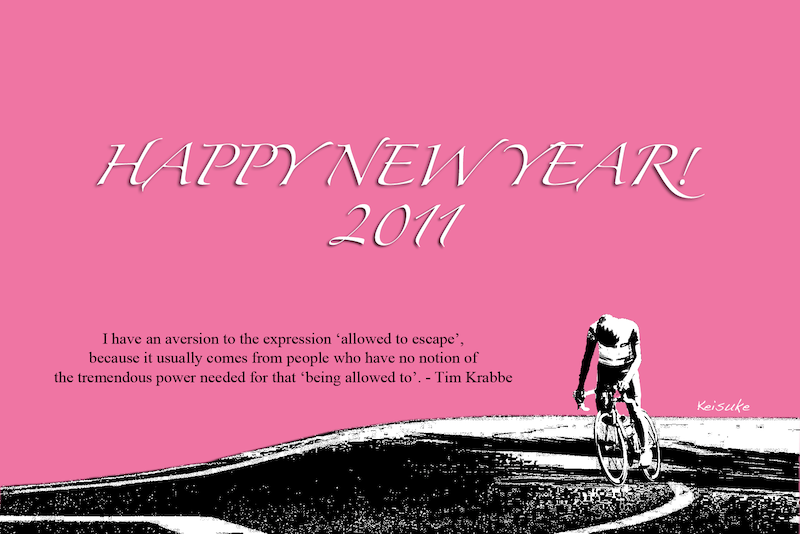 HAPPY NEW YEAR!
2011
I have an aversion to the expression ‘allowed to escape’,
because it usually comes from people who have no notion of
the tremendous power needed for that ‘being allowed to’. - Tim Krabbe
Keisuke